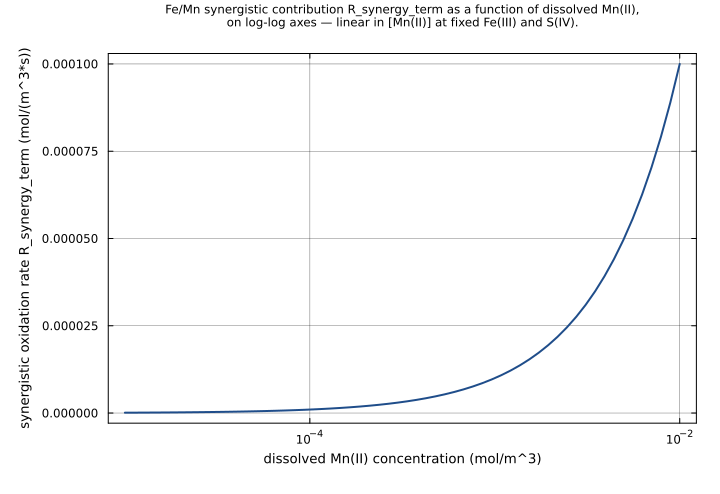 Fe/Mn synergistic contribution R_synergy_term as a function of dissolved Mn(II),
on log-log axes — linear in [Mn(II)] at fixed Fe(III) and S(IV).
synergistic oxidation rate R_synergy_term (mol/(m^3*s))
0.000100
0.000075
0.000050
0.000025
0.000000
10⁻⁴
10⁻²
dissolved Mn(II) concentration (mol/m^3)